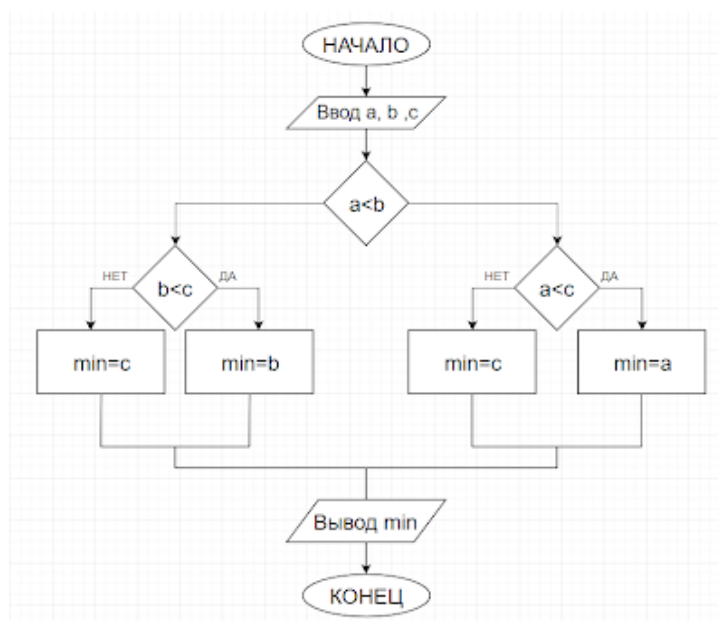 НАЧАЛО
Ввод a, b ,c
a<b
НЕТ
b<c
ДА
НЕТ
a<c
ДА
min=c
min=b
min=c
min=a
Вывод min
КОНЕЦ